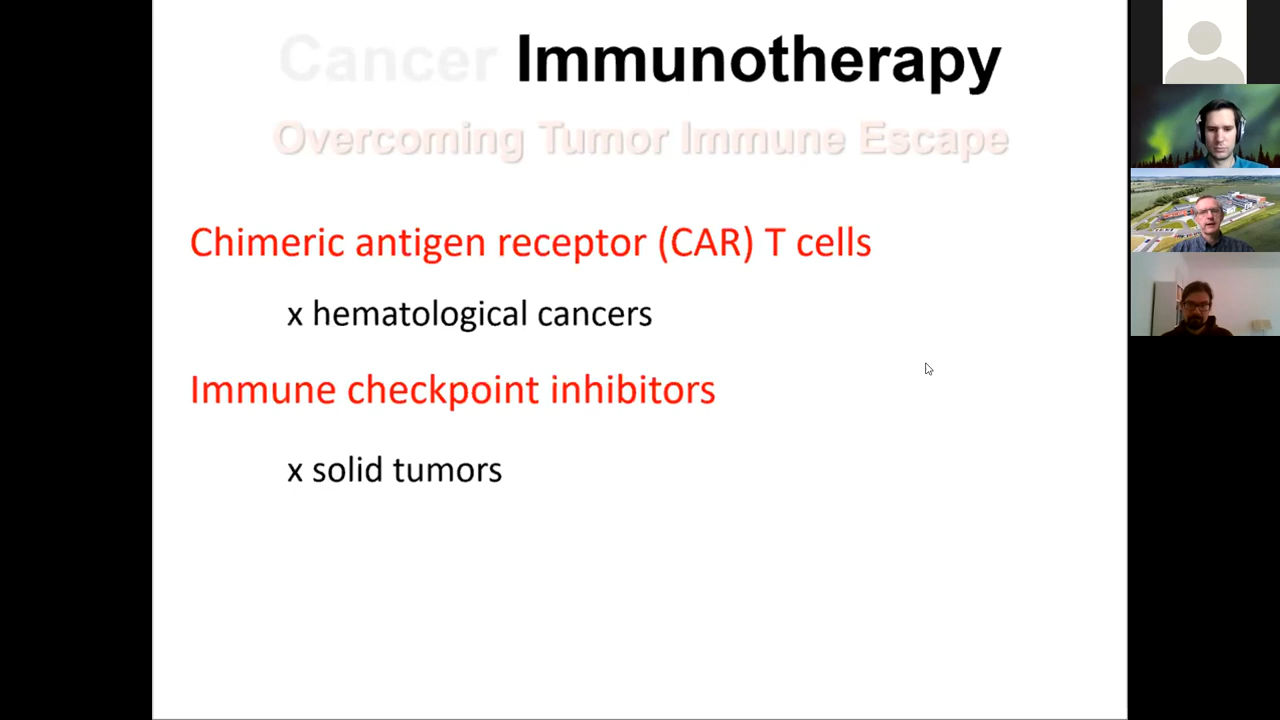 Cancer Immunotherapy
Overcoming Tumor Immune Escape
Chimeric antigen receptor (CAR) T cells
x hematological cancers
Immune checkpoint inhibitors
x solid tumors